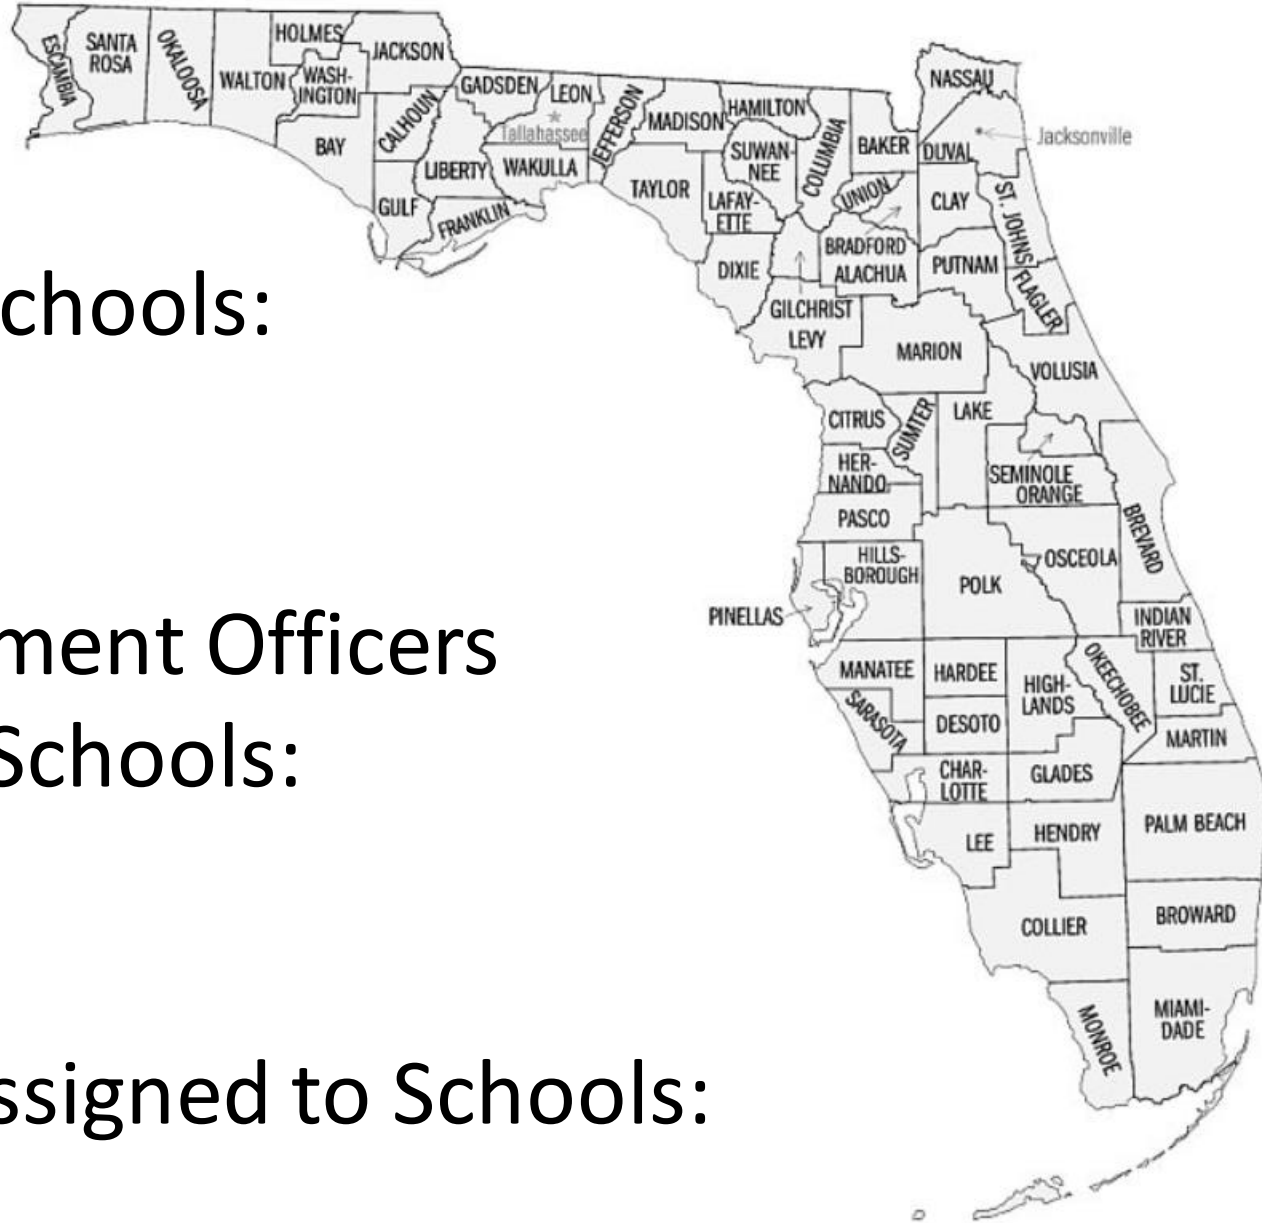 chools:
ment Officers
Schools:
ssigned to Schools:
ESCAMBIA
SANTA
ROSA
OKALOOSA
WALTON
HOLMES
WASH-
INGTON
JACKSON
BAY
CALHOUN
GULF
GADSDEN
LIBERTY
FRANKLIN
LEON
Tallahassee
WAKULLA
JEFFERSON
MADISON
TAYLOR
HAMILTON
SUWAN-
NEE
LAFAY-
ETTE
DIXIE
COLUMBIA
BAKER
UNION
BRADFORD
ALACHUA
GILCHRIST
LEVY
NASSAU
DUVAL
Jacksonville
CLAY
ST. JOHNS
PUTNAM
FLAGLER
MARION
VOLUSIA
CITRUS
SUMTER
LAKE
HER-
NANDO
SEMINOLE
ORANGE
PASCO
BREVARD
HILLS-
BOROUGH
POLK
OSCEOLA
PINELLAS
INDIAN
RIVER
MANATEE
HARDEE
HIGH-
LANDS
OKEECHOBEE
ST.
LUCIE
SARASOTA
DESOTO
MARTIN
CHAR-
LOTTE
GLADES
LEE
HENDRY
PALM BEACH
COLLIER
BROWARD
MONROE
MIAMI-
DADE